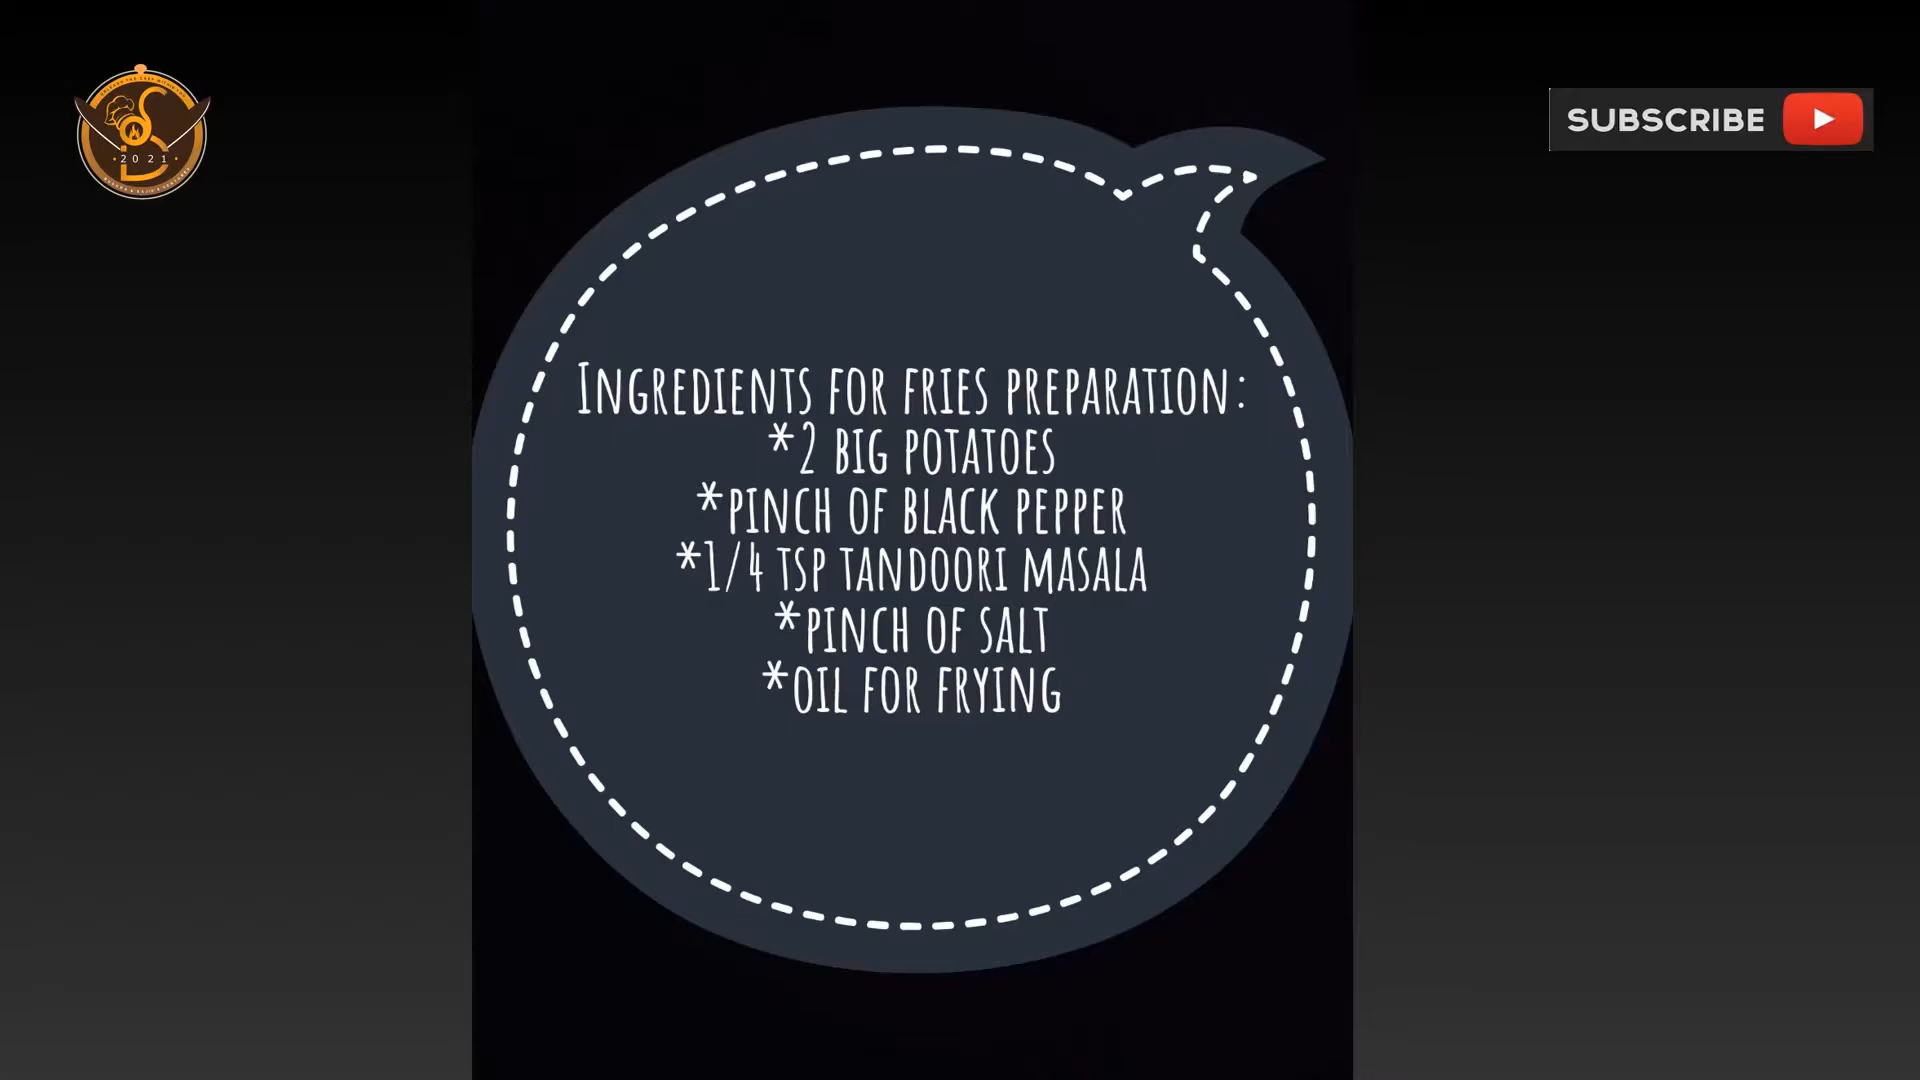 SUBSCRIBE
2021
INGREDIENTS FOR FRIES PREPARATION:
*2 BIG POTATOES
*PINCH OF BLACK PEPPER
*1/4 TSP TANDOORI MASALA
*PINCH OF SALT
*OIL FOR FRYING